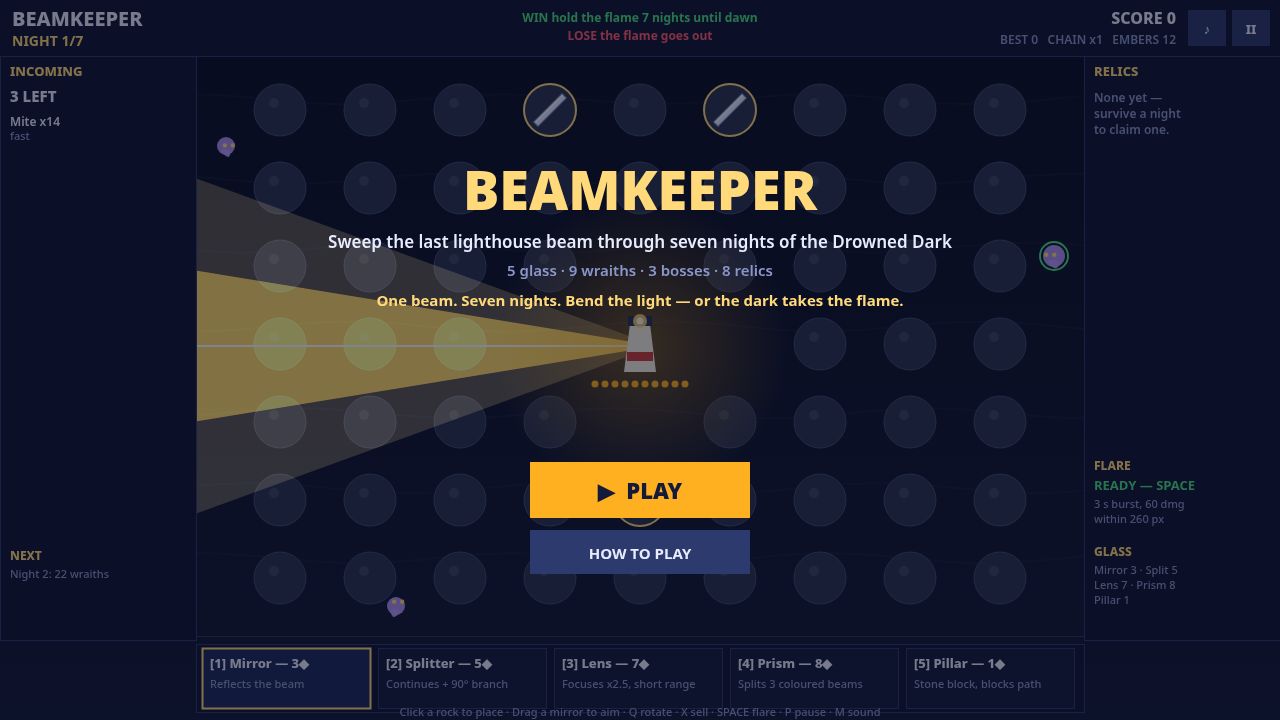 BEAMKEEPER
NIGHT 1/7
WIN hold the flame 7 nights until dawn
LOSE the flame goes out
SCORE 0
BEST 0 CHAIN x1 EMBERS 12
♪
II
INCOMING
3 LEFT
Mite x14
fast
NEXT
Night 2: 22 wraiths
BEAMKEEPER
Sweep the last lighthouse beam through seven nights of the Drowned Dark
5 glass · 9 wraiths · 3 bosses · 8 relics
One beam. Seven nights. Bend the light — or the dark takes the flame.
▶ PLAY
HOW TO PLAY
RELICS
None yet —
survive a night
to claim one.
FLARE
READY — SPACE
3 s burst, 60 dmg
within 260 px
GLASS
Mirror 3 · Split 5
Lens 7 · Prism 8
Pillar 1
[1] Mirror — 3◆
Reflects the beam
[2] Splitter — 5◆
Continues + 90° branch
[3] Lens — 7◆
Focuses x2.5, short range
[4] Prism — 8◆
Splits 3 coloured beams
[5] Pillar — 1◆
Stone block, blocks path
Click a rock to place · Drag a mirror to aim · Q rotate · X sell · SPACE flare · P pause · M sound